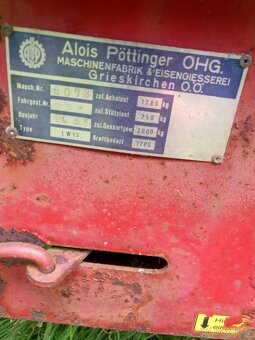 Alois Pöttinger OHG.
MASCHINENFABRIK & EISENGIESSEREI
Grieskirchen O.Ö.
Masch.Nr. zul.Achslast 1780 kg
Fahrgest.Nr. zul.Stützlast 250 kg
Baujahr zul.Gesamtgew. 2000 kg
Type LW13 Kraftbedarf 17PS